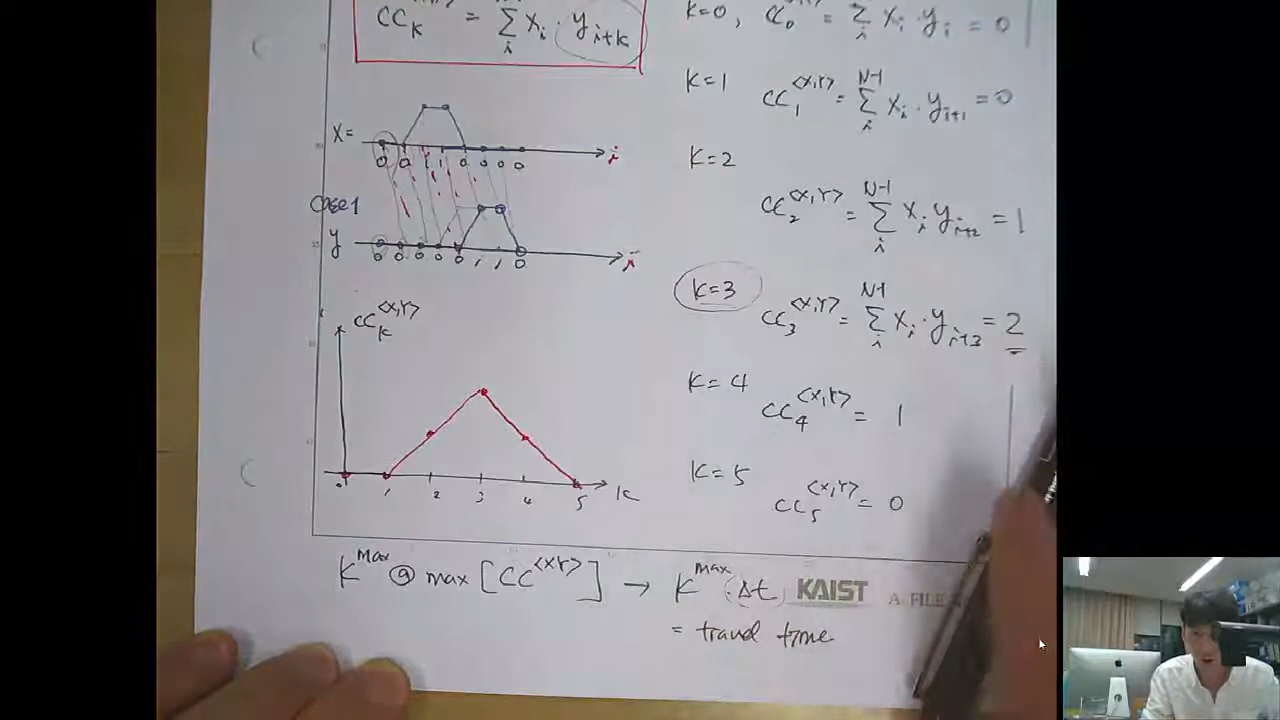 CC_k = Σ_i x_i · y_{i+k}
x=
0 0 1 1 0 0 0 0
i
case1
y
0 0 0 0 0 1 1 0
i
CC_k^{<x,y>}
0 1 2 3 4 5 k
k^{max} @ max [CC^{<xy>}] → k^{max} · Δt
= travel time
KAIST
A. FILE
k=0, CC_0 = Σ_i x_i y_i = 0
k=1
CC_1^{<x,y>} = Σ_i^{N-1} x_i · y_{i+1} = 0
k=2
CC_2^{<x,y>} = Σ_i^{N-1} x_i y_{i+2} = 1
k=3
CC_3^{<x,y>} = Σ_i^{N-1} x_i · y_{i+3} = 2
k=4
CC_4^{<x,y>} = 1
k=5
CC_5^{<x,y>} = 0